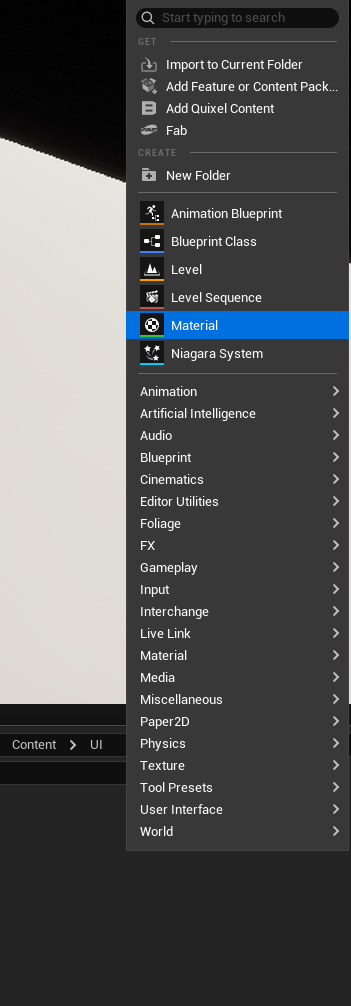 Start typing to search
GET
Import to Current Folder
Add Feature or Content Pack...
Add Quixel Content
Fab
CREATE
New Folder
Animation Blueprint
Blueprint Class
Level
Level Sequence
Material
Niagara System
Animation
Artificial Intelligence
Audio
Blueprint
Cinematics
Editor Utilities
Foliage
FX
Gameplay
Input
Interchange
Live Link
Material
Media
Miscellaneous
Paper2D
Physics
Texture
Tool Presets
User Interface
World
Content UI